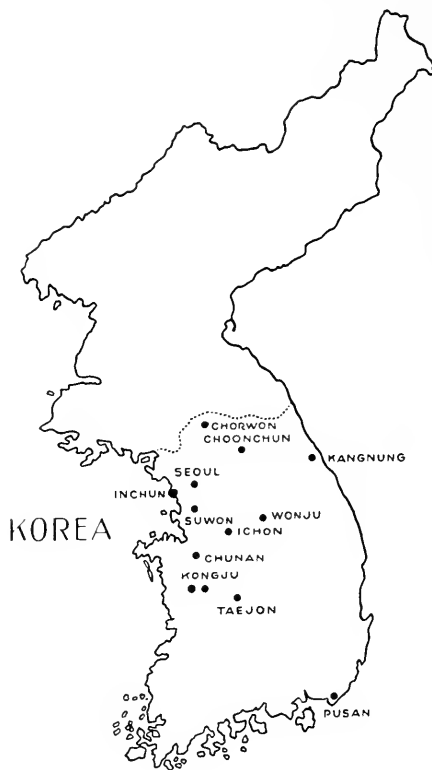 CHORWON
CHOONCHUN
KANGNUNG
SEOUL
INCHUN
SUWON
WONJU
KOREA
ICHON
CHUNAN
KONGJU
TAEJON
PUSAN